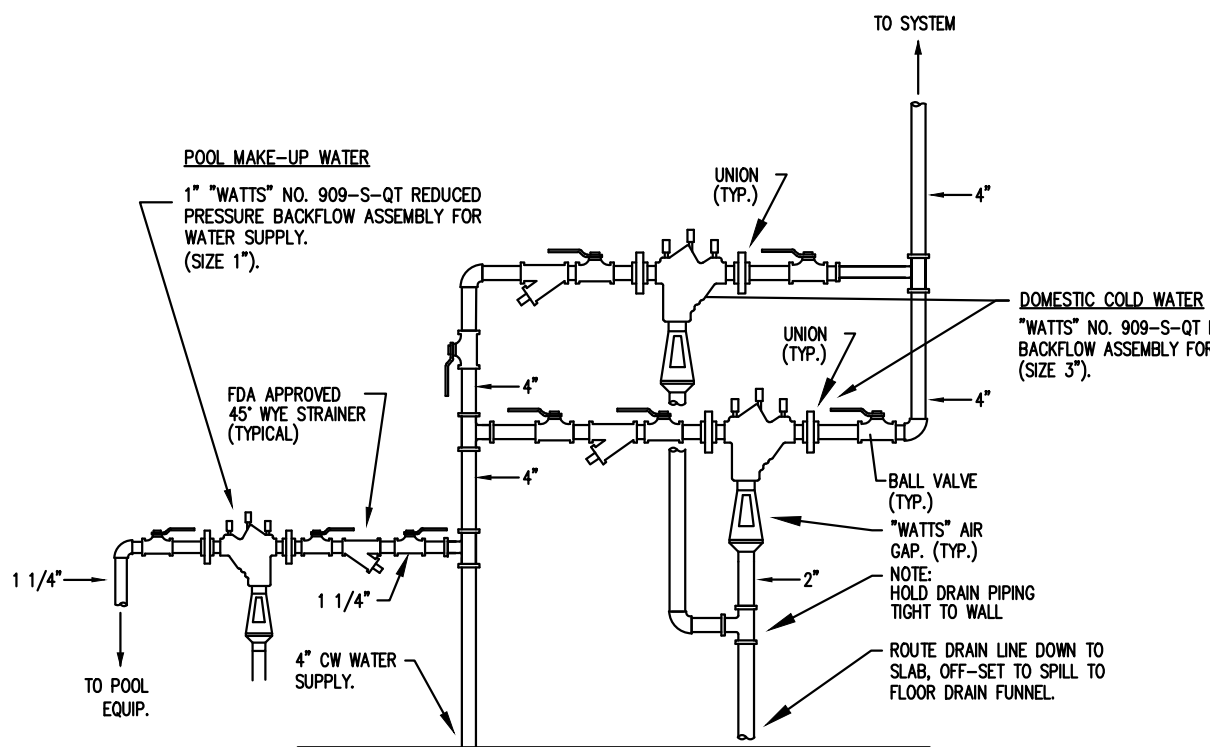 TO SYSTEM
POOL MAKE-UP WATER
1" "WATTS" NO. 909-S-QT REDUCED
PRESSURE BACKFLOW ASSEMBLY FOR
WATER SUPPLY.
(SIZE 1").
UNION
(TYP.)
4"
DOMESTIC COLD WATER
"WATTS" NO. 909-S-QT
BACKFLOW ASSEMBLY FOR
(SIZE 3").
UNION
(TYP.)
4"
4"
FDA APPROVED
45° WYE STRAINER
(TYPICAL)
4"
BALL VALVE
(TYP.)
"WATTS" AIR
GAP. (TYP.)
2"
NOTE:
HOLD DRAIN PIPING
TIGHT TO WALL
1 1/4"
1 1/4"
4" CW WATER
SUPPLY.
ROUTE DRAIN LINE DOWN TO
SLAB, OFF-SET TO SPILL TO
FLOOR DRAIN FUNNEL.
TO POOL
EQUIP.